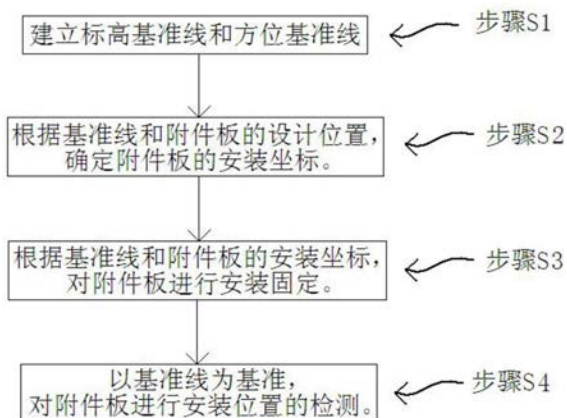 建立标高基准线和方位基准线
步骤S1
根据基准线和附件板的设计位置，
确定附件板的安装坐标。
步骤S2
根据基准线和附件板的安装坐标，
对附件板进行安装固定。
步骤S3
以基准线为基准，
对附件板进行安装位置的检测。
步骤S4